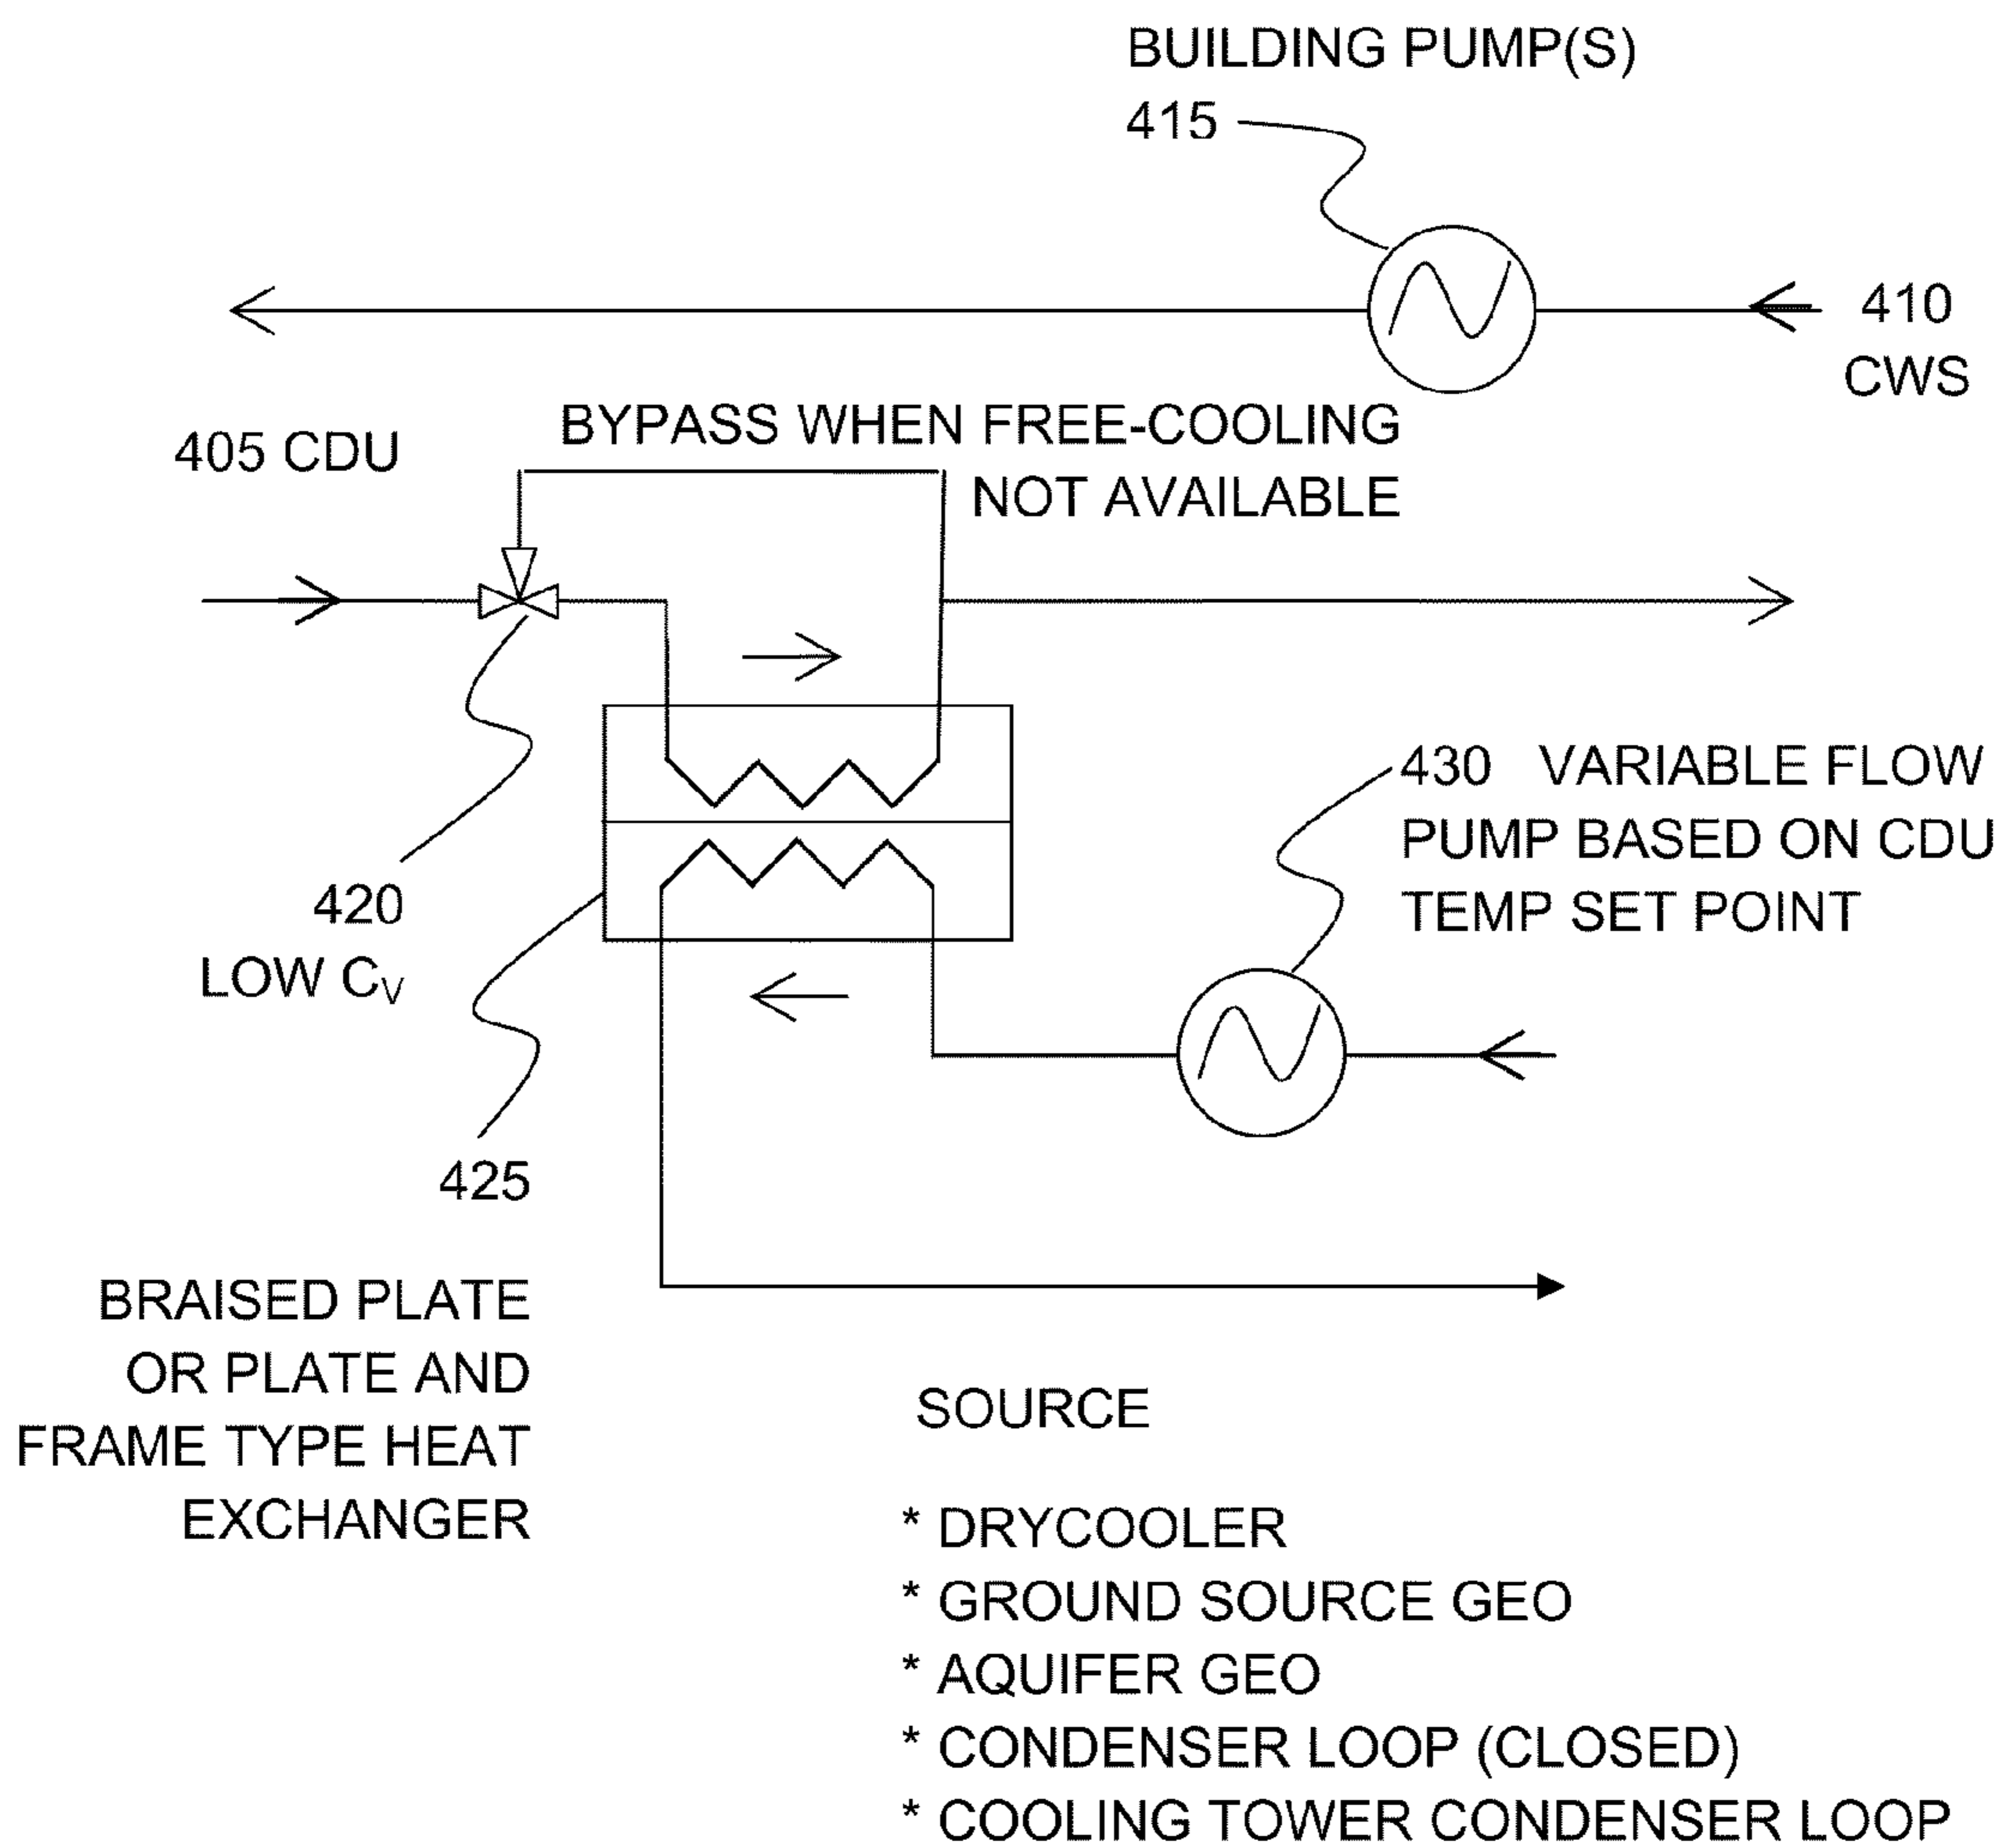 BUILDING PUMP(S)
415
410
CWS
405 CDU
BYPASS WHEN FREE-COOLING
NOT AVAILABLE
420
LOW CV
430 VARIABLE FLOW
PUMP BASED ON CDU
TEMP SET POINT
425
BRAISED PLATE
OR PLATE AND
FRAME TYPE HEAT
EXCHANGER
SOURCE
* DRYCOOLER
* GROUND SOURCE GEO
* AQUIFER GEO
* CONDENSER LOOP (CLOSED)
* COOLING TOWER CONDENSER LOOP